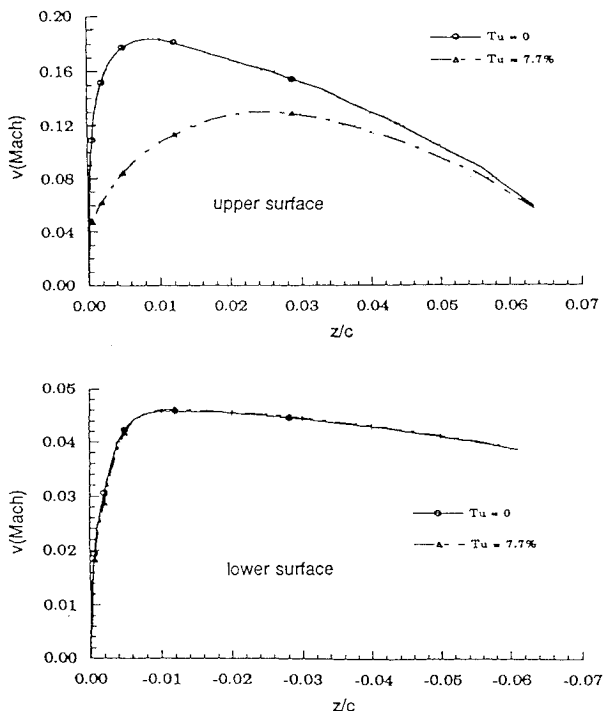 0.20
0.16
0.12
0.08
0.04
0.00
v(Mach)
Tu = 0
Tu = 7.7%
upper surface
0.00 0.01 0.02 0.03 0.04 0.05 0.06 0.07
z/c
0.05
0.04
0.03
0.02
0.01
0.00
v(Mach)
Tu = 0
Tu = 7.7%
lower surface
0.00 -0.01 -0.02 -0.03 -0.04 -0.05 -0.06 -0.07
z/c